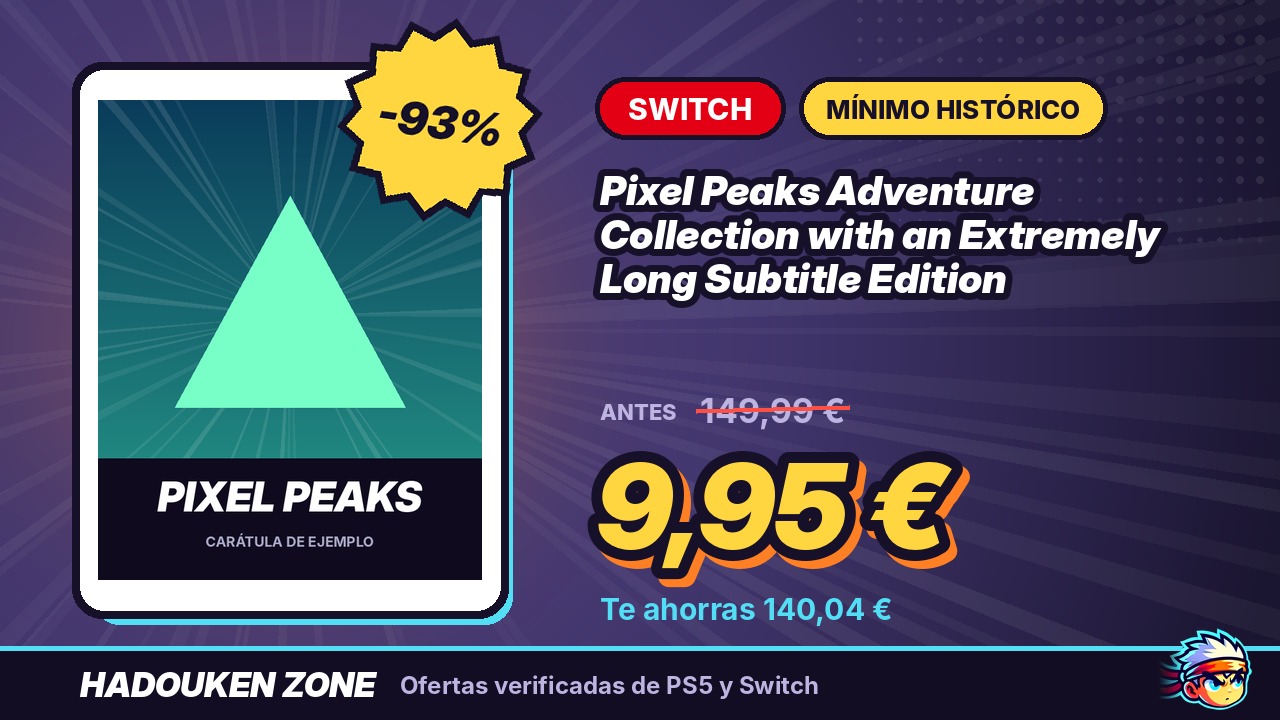 -93%
SWITCH
MÍNIMO HISTÓRICO
Pixel Peaks Adventure
Collection with an Extremely
Long Subtitle Edition
ANTES 149,99 €
9,95 €
Te ahorras 140,04 €
PIXEL PEAKS
CARÁTULA DE EJEMPLO
HADOUKEN ZONE Ofertas verificadas de PS5 y Switch